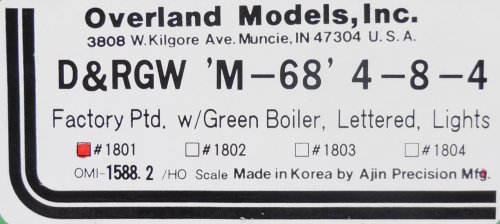 Overland Models, Inc.
3808 W. Kilgore Ave. Muncie, IN 47304 U. S. A.
D&RGW 'M-68' 4-8-4
Factory Ptd. w/Green Boiler, Lettered, Lights
#1801 #1802 #1803 #1804
OMI-1588.2 /HO Scale Made in Korea by Ajin Precision Mfg.